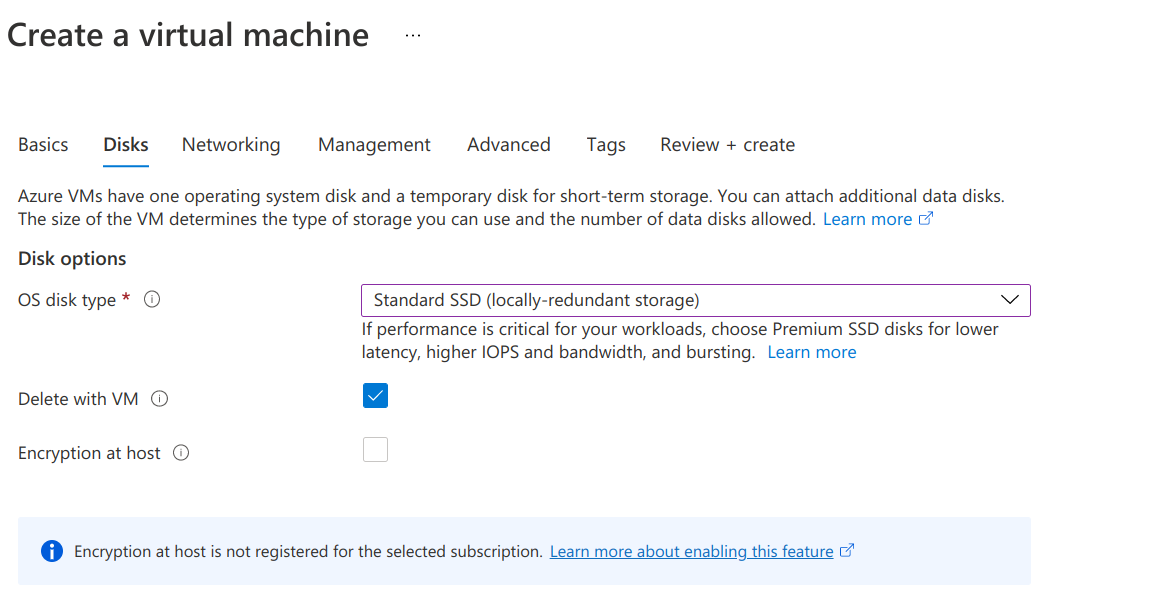 Create a virtual machine ...
Basics Disks Networking Management Advanced Tags Review + create
Azure VMs have one operating system disk and a temporary disk for short-term storage. You can attach additional data disks.
The size of the VM determines the type of storage you can use and the number of data disks allowed. Learn more
Disk options
OS disk type *
Standard SSD (locally-redundant storage)
If performance is critical for your workloads, choose Premium SSD disks for lower
latency, higher IOPS and bandwidth, and bursting. Learn more
Delete with VM
Encryption at host
Encryption at host is not registered for the selected subscription. Learn more about enabling this feature